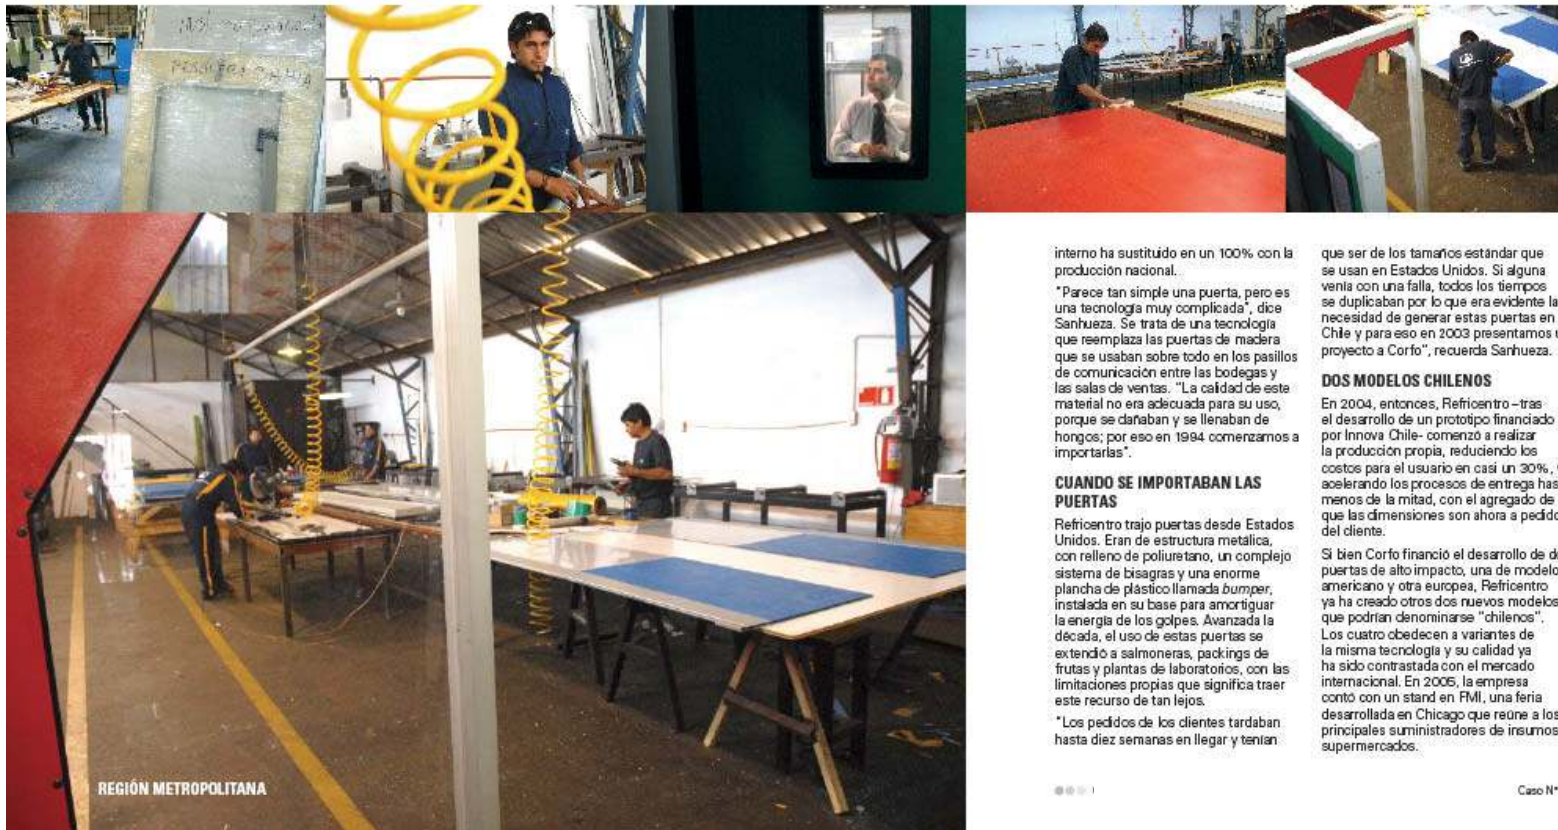 interno ha sustituido en un 100% con la
producción nacional.
"Parece tan simple una puerta, pero es
una tecnología muy complicada", dice
Sanhueza. Se trata de una tecnología
que reemplaza las puertas de madera
que se usaban sobre todo en los pasillos
de comunicación entre las bodegas y
las salas de ventas. "La calidad de este
material no era adecuada para su uso,
porque se dañaban y se llenaban de
hongos; por eso en 1994 comenzamos a
importarlas".
CUANDO SE IMPORTABAN LAS
PUERTAS
Refricentro trajo puertas desde Estados
Unidos. Eran de estructura metálica,
con relleno de poliuretano, un complejo
sistema de bisagras y una enorme
plancha de plástico llamada bumper,
instalada en su base para amortiguar
la energía de los golpes. Avanzada la
década, el uso de estas puertas se
extendió a salmoneras, packings de
frutas y plantas de laboratorios, con las
limitaciones propias que significa traer
este recurso de tan lejos.
"Los pedidos de los clientes tardaban
hasta diez semanas en llegar y tenían
que ser de los tamaños estándar que
se usan en Estados Unidos. Si alguna
venía con una falla, todos los tiempos
se duplicaban por lo que era evidente la
necesidad de generar estas puertas en
Chile y para eso en 2003 presentamos
proyecto a Corfo", recuerda Sanhueza.
DOS MODELOS CHILENOS
En 2004, entonces, Refricentro –tras
el desarrollo de un prototipo financiado
por Innova Chile- comenzó a realizar
la producción propia, reduciendo los
costos para el usuario en casi un 30%,
acelerando los procesos de entrega has
menos de la mitad, con el agregado de
que las dimensiones son ahora a pedido
del cliente.
Si bien Corfo financió el desarrollo de d
puertas de alto impacto, una de modelo
americano y otra europea, Refricentro
ya ha creado otros dos nuevos modelos
que podrían denominarse "chilenos".
Los cuatro obedecen a variantes de
la misma tecnología y su calidad ya
ha sido contrastada con el mercado
internacional. En 2005, la empresa
contó con un stand en FMI, una feria
desarrollada en Chicago que reúne a los
principales suministradores de insumos
supermercados.
REGIÓN METROPOLITANA
Caso N°